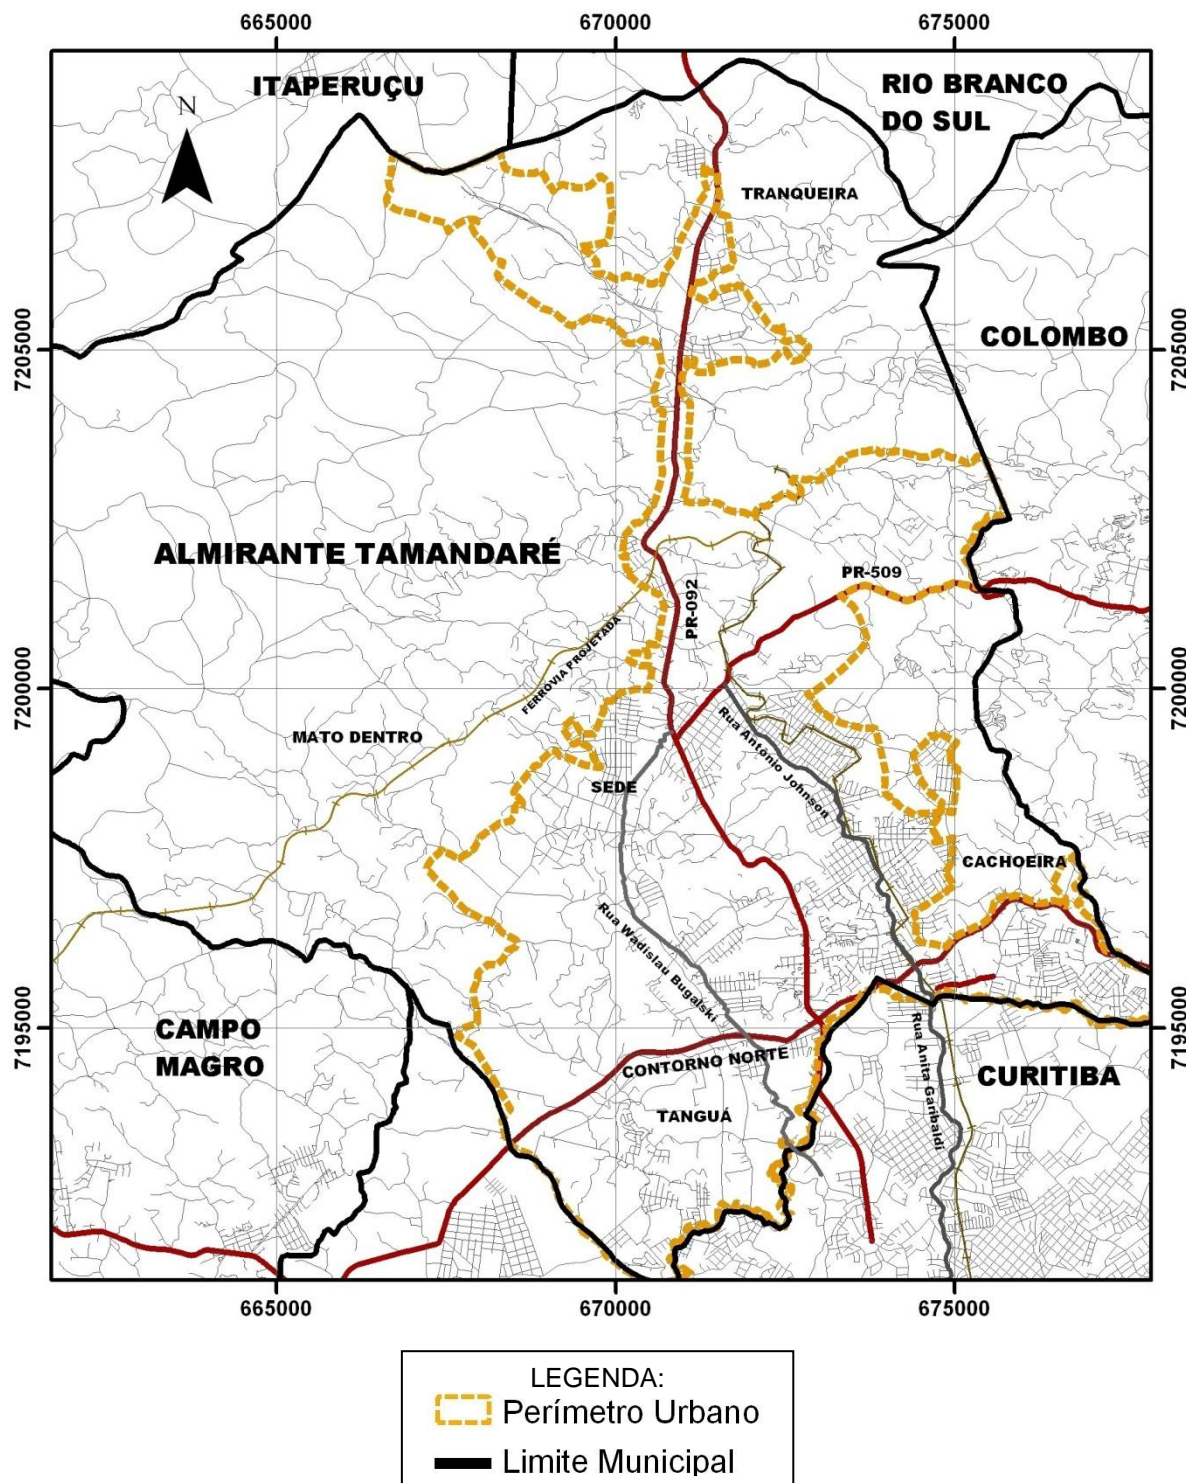 665000 670000 675000
ITAPERUÇU
RIO BRANCO
DO SUL
N
TRANQUEIRA
7205000
COLOMBO
7205000
ALMIRANTE TAMANDARÉ
PR-509
PR-092
FERROVIA PROJETADA
7200000
7200000
MATO DENTRO
Rua Antônio Johnson
SEDE
CACHOEIRA
Rua Wadislau Bugalski
7195000
CAMPO
MAGRO
7195000
CONTORNO NORTE
Rua Anita Garibaldi
CURITIBA
TANGUÁ
665000 670000 675000
LEGENDA:
Perímetro Urbano
Limite Municipal